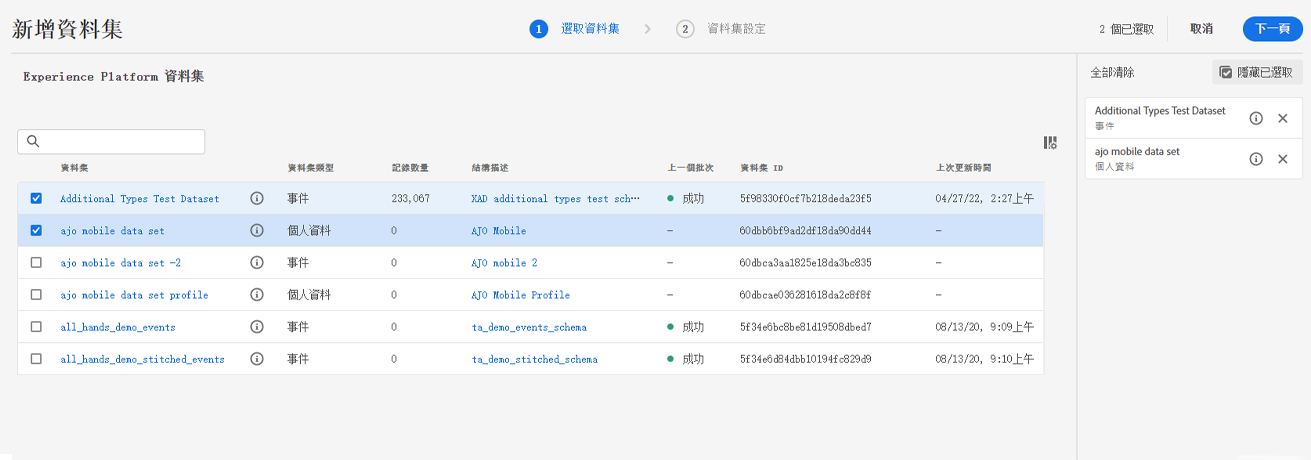 新增資料集
1 選取資料集 2 資料集設定
2 個已選取 取消 下一頁
Experience Platform 資料集
資料集 資料集類型 記錄數量 結構描述 上一個批次 資料集 ID 上次更新時間
Additional Types Test Dataset 事件 233,067 XAD additional types test sch⋯ 成功 5f98330f0cf7b218deda23f5 04/27/22, 2:27上午
ajo mobile data set 個人資料 0 AJO Mobile – 60dbb6bf9ad2df18da90dd44 –
ajo mobile data set -2 事件 0 AJO mobile 2 – 60dbca3aa1825e18da3bc835 –
ajo mobile data set profile 個人資料 0 AJO Mobile Profile – 60dbcae036281618da2c8f8f –
all_hands_demo_events 事件 0 ta_demo_events_schema 成功 5f34e6bc8be81d19508dbed7 08/13/20, 9:09上午
all_hands_demo_stitched_events 事件 0 ta_demo_stitched_schema 成功 5f34e6d84dbb10194fc829d9 08/13/20, 9:10上午
全部清除 隱藏已選取
Additional Types Test Dataset
事件
ajo mobile data set
個人資料